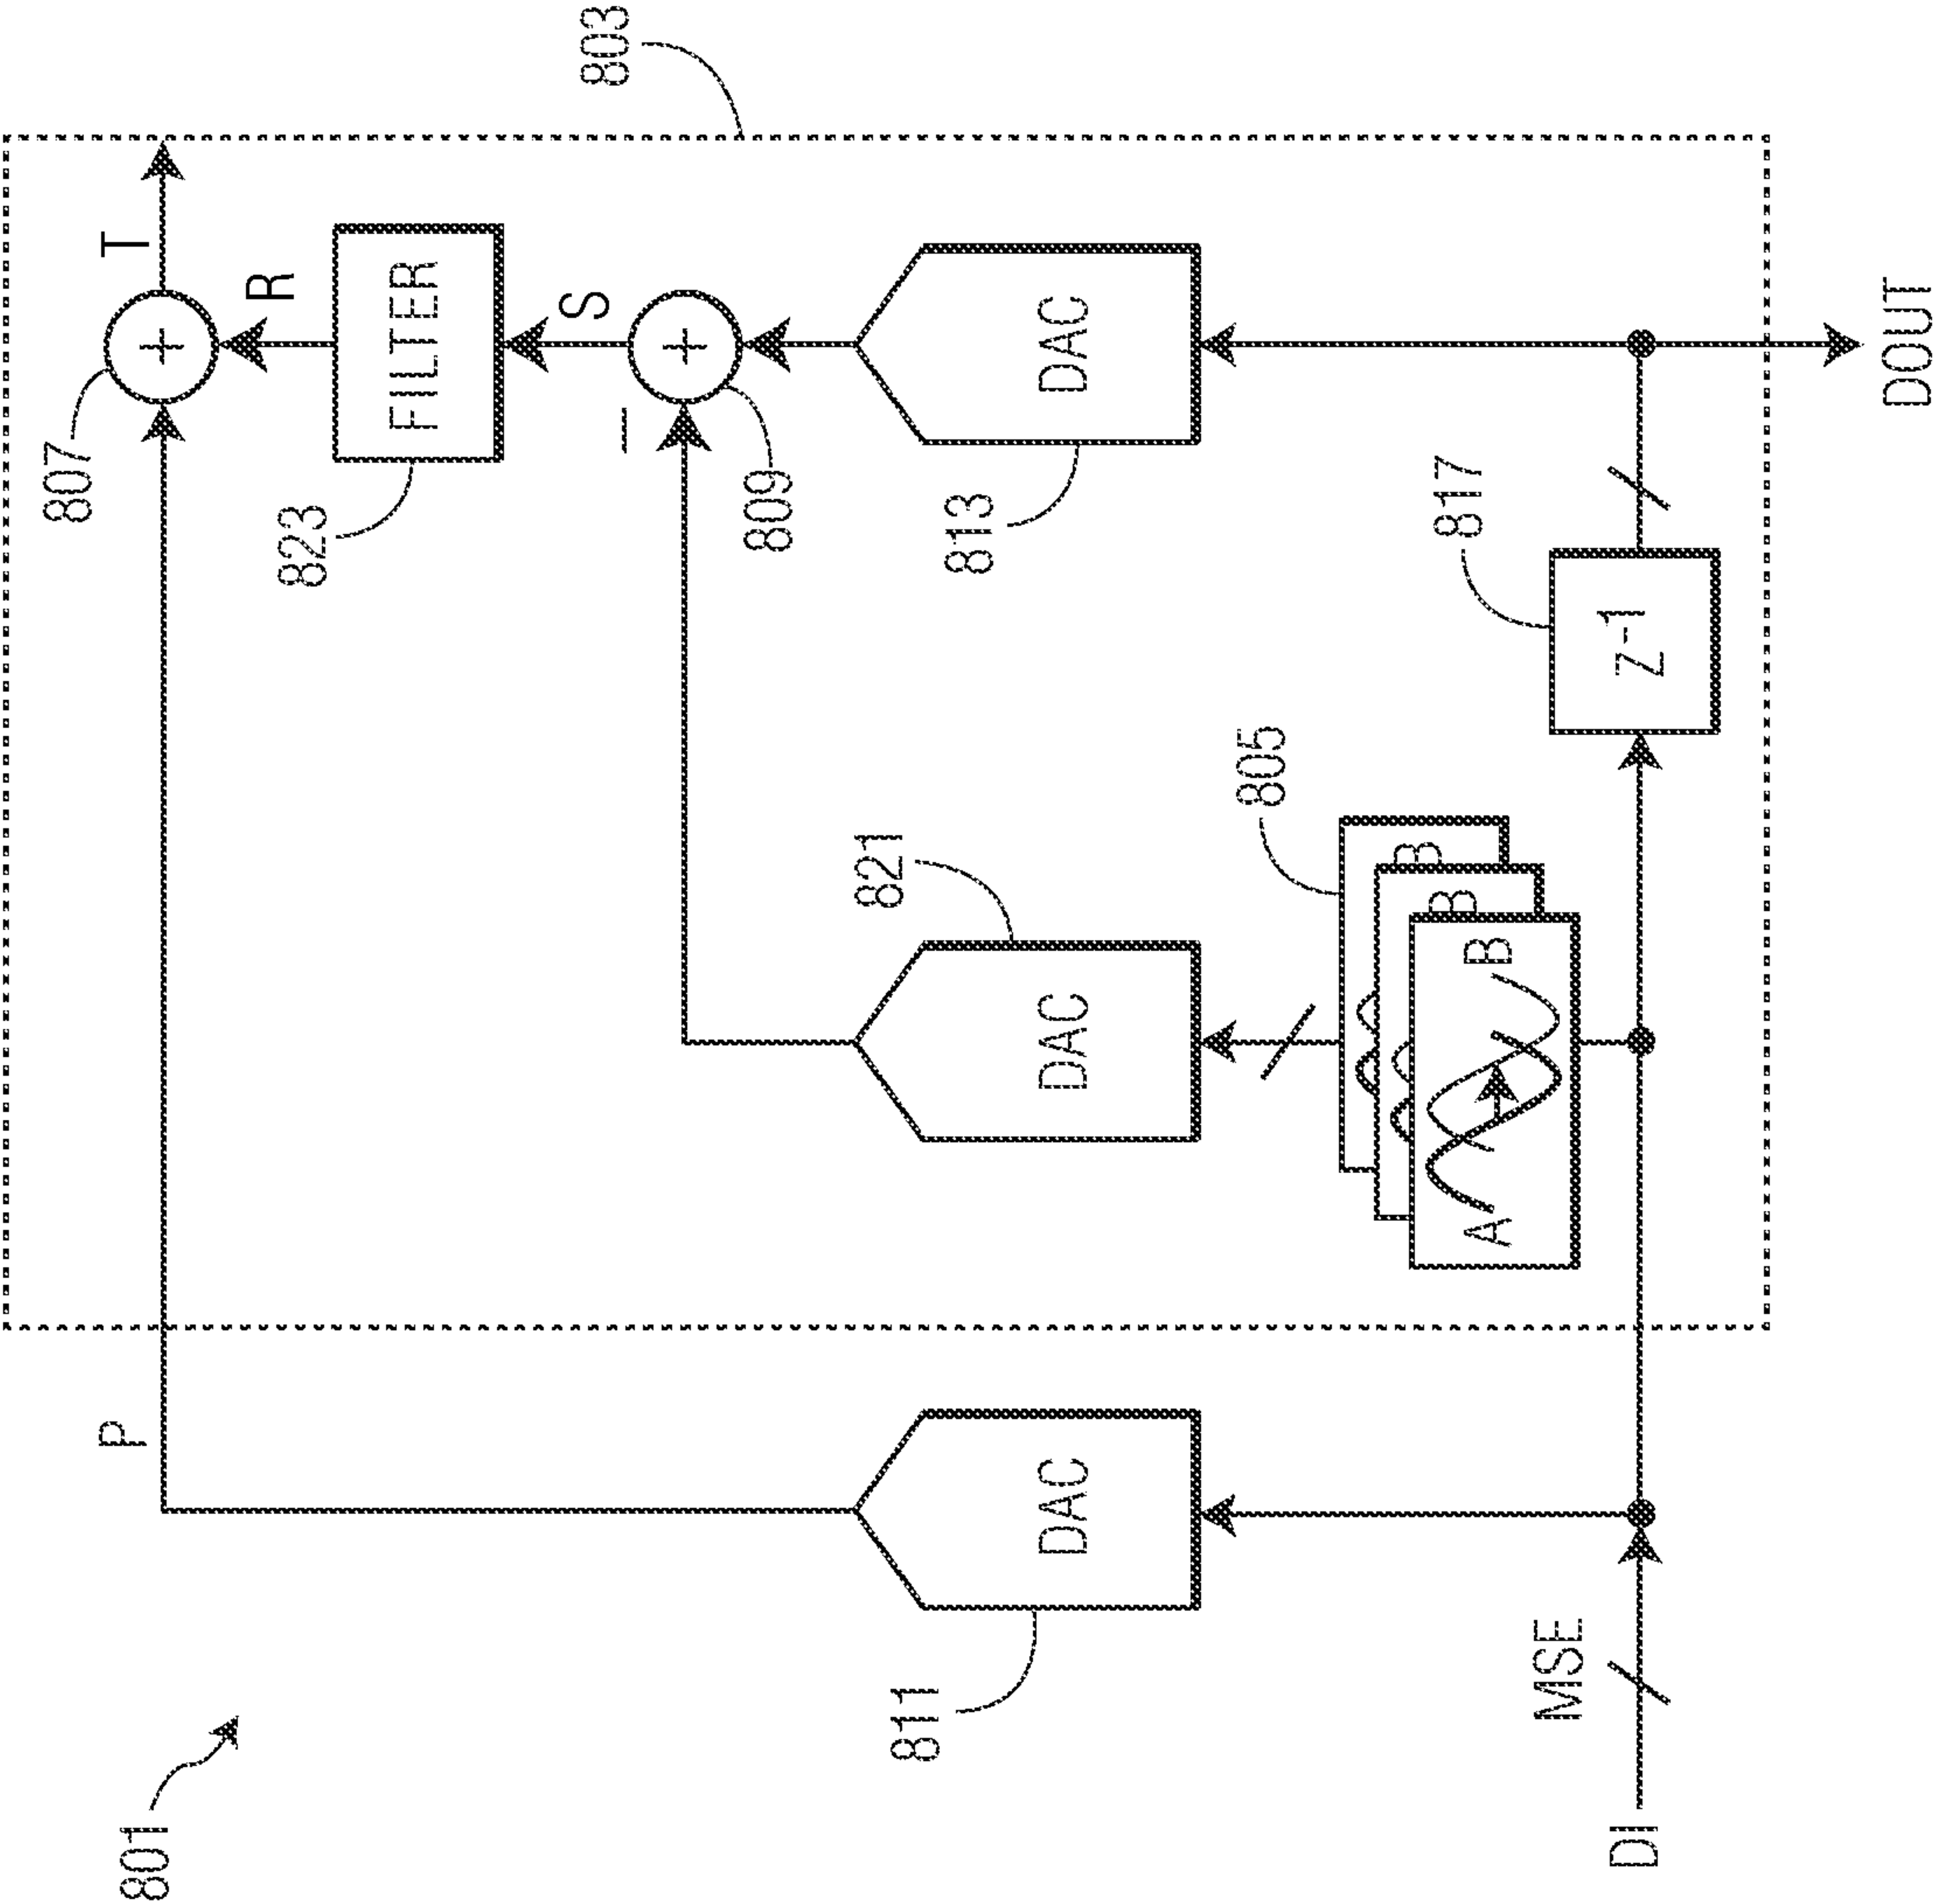 807
P
T
801
+
R
823
FILTER
S
803
−
+
809
821
811
813
DAC
DAC
DAC
805
B
B
A
B
817
MSE
DI
z-1
DOUT